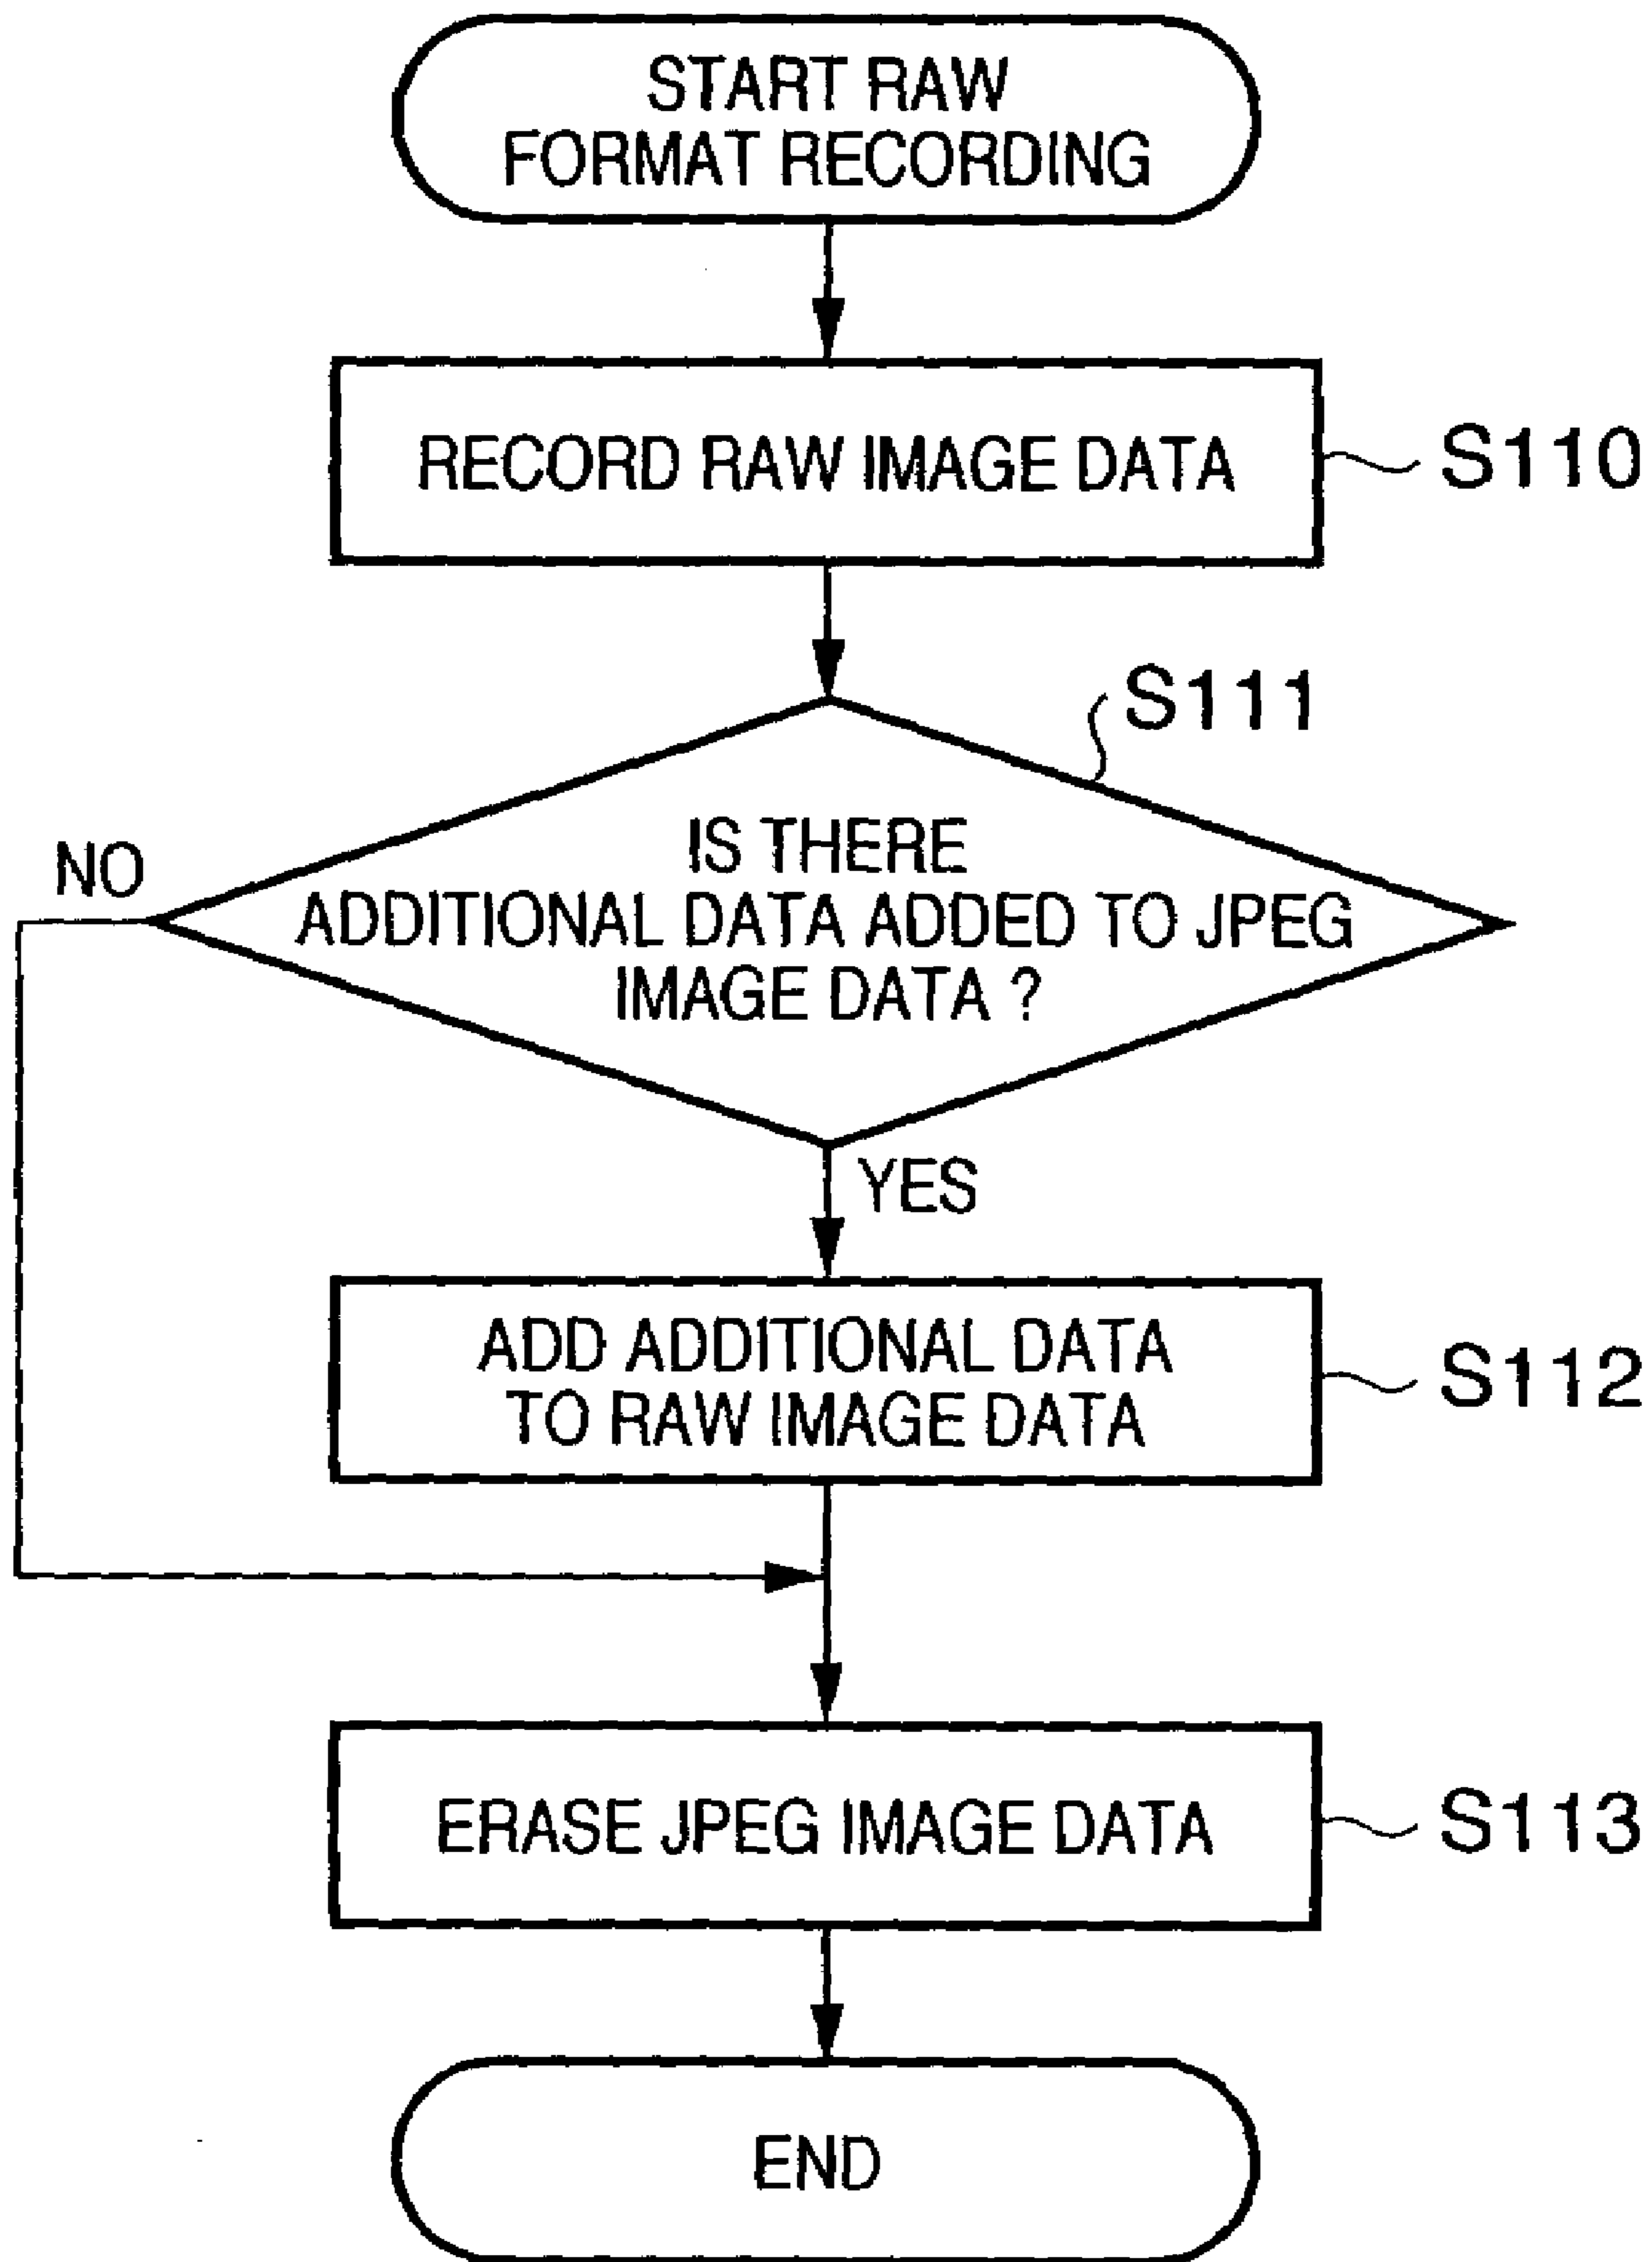 START RAW
FORMAT RECORDING
RECORD RAW IMAGE DATA
S110
S111
IS THERE
ADDITIONAL DATA ADDED TO JPEG
IMAGE DATA ?
NO
YES
ADD ADDITIONAL DATA
TO RAW IMAGE DATA
S112
ERASE JPEG IMAGE DATA
S113
END